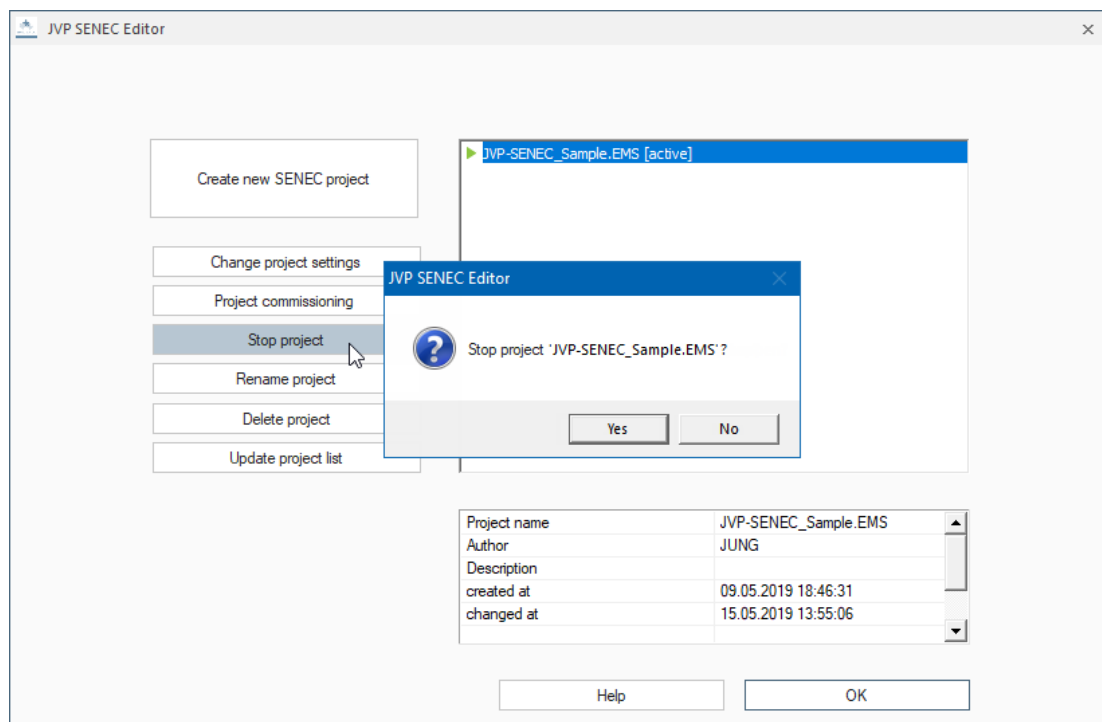 JVP SENEC Editor
Create new SENEC project
JVP-SENEC_Sample.EMS [active]
Change project settings
Project commissioning
Stop project
Rename project
Delete project
Update project list
JVP SENEC Editor
Stop project 'JVP-SENEC_Sample.EMS'?
Yes No
Project name JVP-SENEC_Sample.EMS
Author JUNG
Description
created at 09.05.2019 18:46:31
changed at 15.05.2019 13:55:06
Help OK